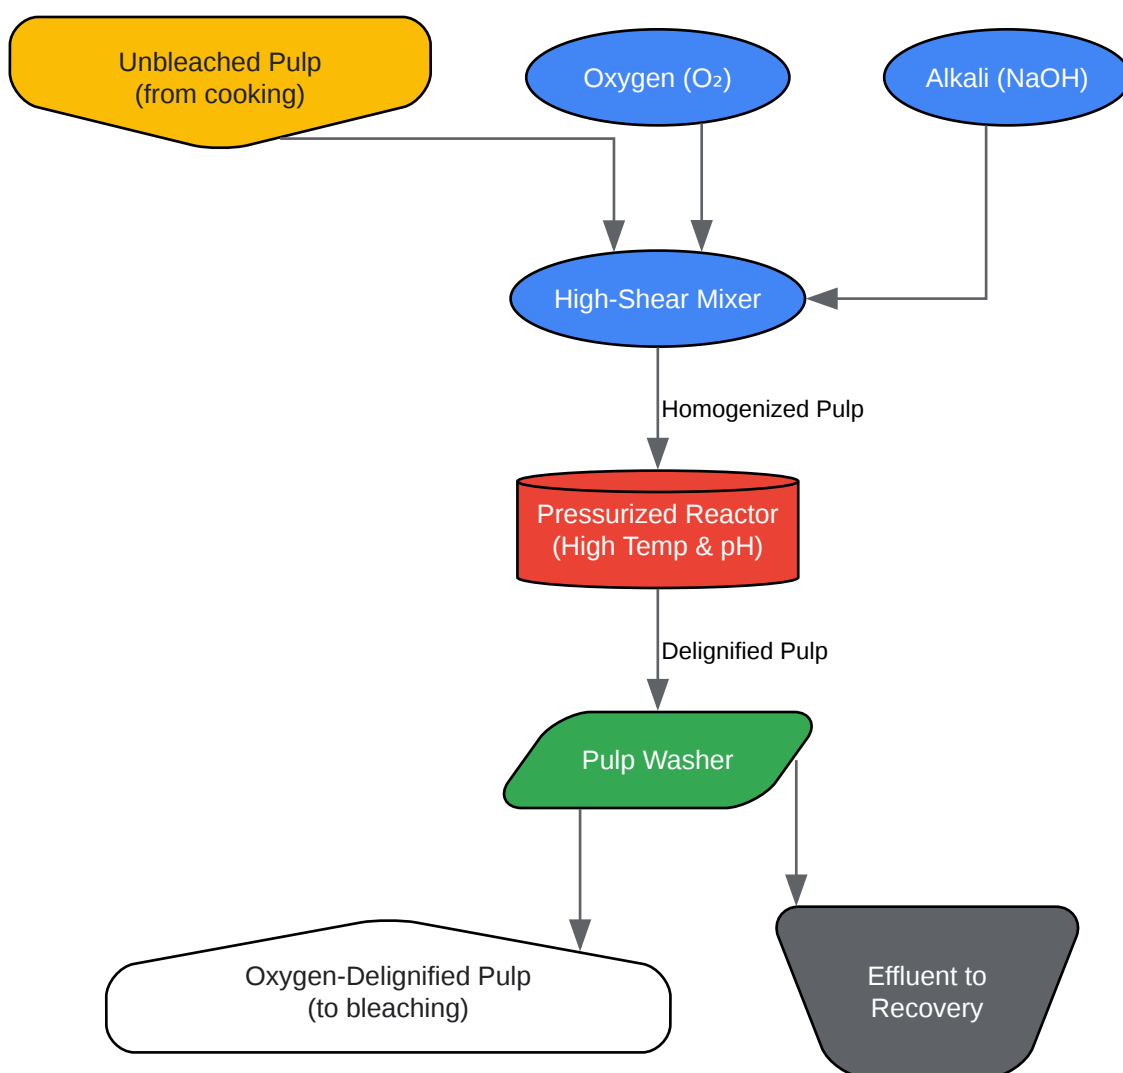 Unbleached Pulp
(from cooking)
Oxygen (O₂)
Alkali (NaOH)
High-Shear Mixer
Homogenized Pulp
Pressurized Reactor
(High Temp & pH)
Delignified Pulp
Pulp Washer
Oxygen-Delignified Pulp
(to bleaching)
Effluent to
Recovery